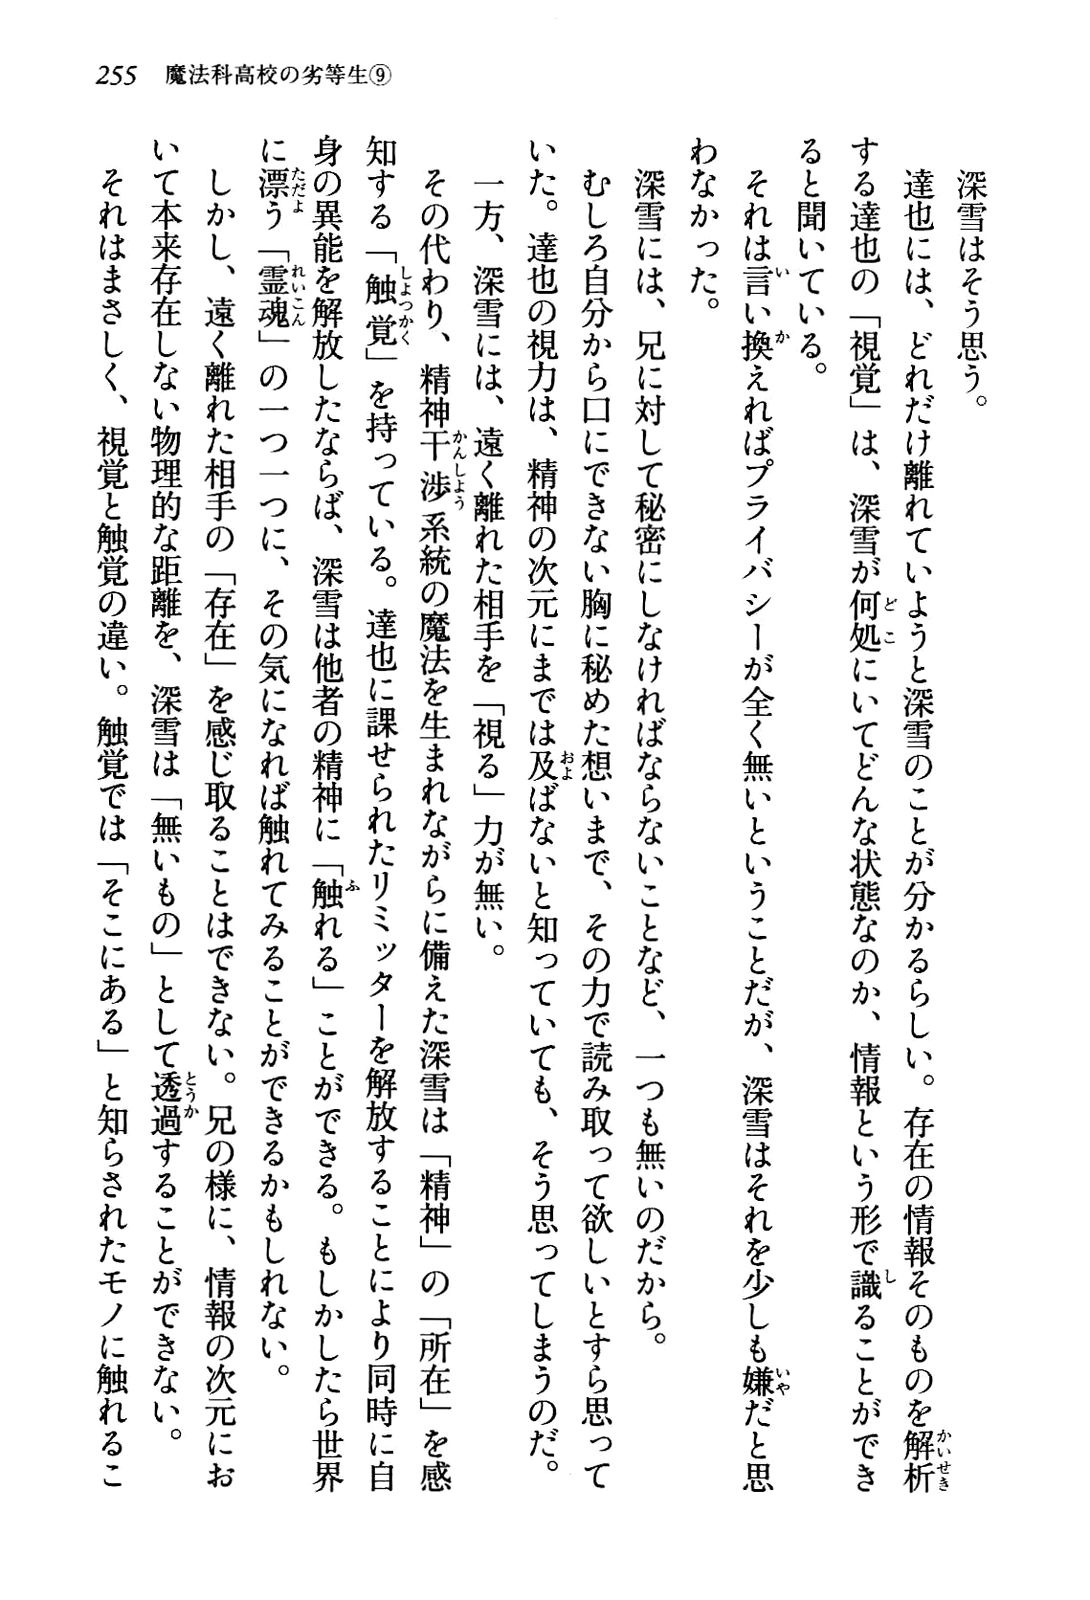 255　魔法科高校の劣等生⑨
深雪はそう思う。
達也には、どれだけ離れていようと深雪のことが分かるらしい。存在の情報そのものを解析
する達也の「視覚」は、深雪が何処にいてどんな状態なのか、情報という形で識ることができ
ると聞いている。
それは言い換えればプライバシーが全く無いということだが、深雪はそれを少しも嫌だと思
わなかった。
深雪には、兄に対して秘密にしなければならないことなど、一つも無いのだから。
むしろ自分から口にできない胸に秘めた想いまで、その力で読み取って欲しいとすら思って
いた。達也の視力は、精神の次元にまでは及ばないと知っていても、そう思ってしまうのだ。
一方、深雪には、遠く離れた相手を「視る」力が無い。
その代わり、精神干渉系統の魔法を生まれながらに備えた深雪は「精神」の「所在」を感
知する「触覚」を持っている。達也に課せられたリミッターを解放することにより同時に自
身の異能を解放したならば、深雪は他者の精神に「触れる」ことができる。もしかしたら世界
に漂う「霊魂」の一つ一つに、その気になれば触れてみることができるかもしれない。
しかし、遠く離れた相手の「存在」を感じ取ることはできない。兄の様に、情報の次元にお
いて本来存在しない物理的な距離を、深雪は「無いもの」として透過することができない。
それはまさしく、視覚と触覚の違い。触覚では「そこにある」と知らされたモノに触れるこ